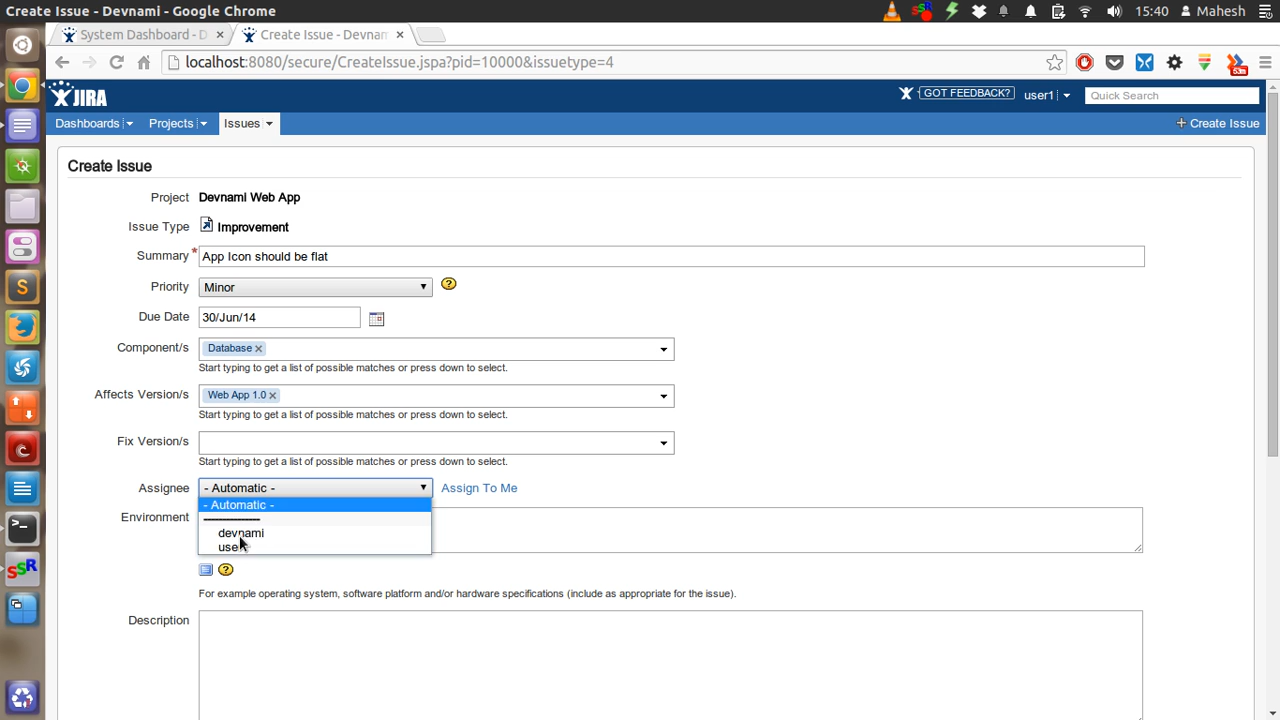 Create Issue - Devnami - Google Chrome 15:40 Mahesh
System Dashboard - D × Create Issue - Devnam ×
localhost:8080/secure/CreateIssue.jspa?pid=10000&issuetype=4
53m
JIRA GOT FEEDBACK? user1 Quick Search
Dashboards Projects Issues + Create Issue
Create Issue
Project Devnami Web App
Issue Type Improvement
Summary * App Icon should be flat
Priority Minor ?
Due Date 30/Jun/14
Component/s Database ×
Start typing to get a list of possible matches or press down to select.
Affects Version/s Web App 1.0 ×
Start typing to get a list of possible matches or press down to select.
Fix Version/s
Start typing to get a list of possible matches or press down to select.
Assignee - Automatic - Assign To Me
- Automatic -
---------------
Environment
devnami
?
For example operating system, software platform and/or hardware specifications (include as appropriate for the issue).
Description